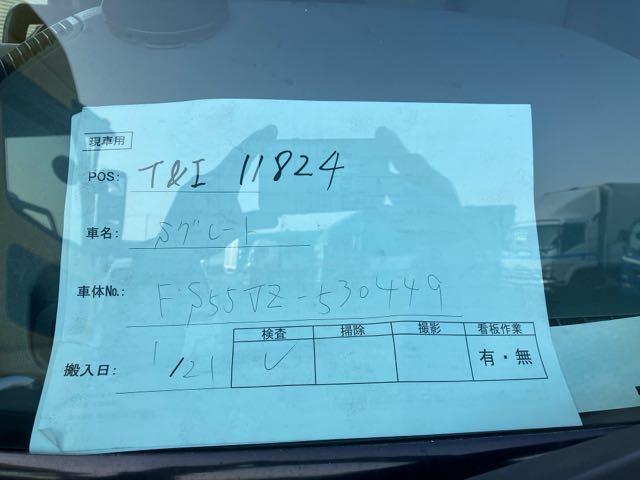 現車用
POS: T&I 11824
車名: Sグレート
車体No.: FS55VZ-530449
搬入日: 1/21
検査 掃除 撮影 看板作業
✓ 有・無